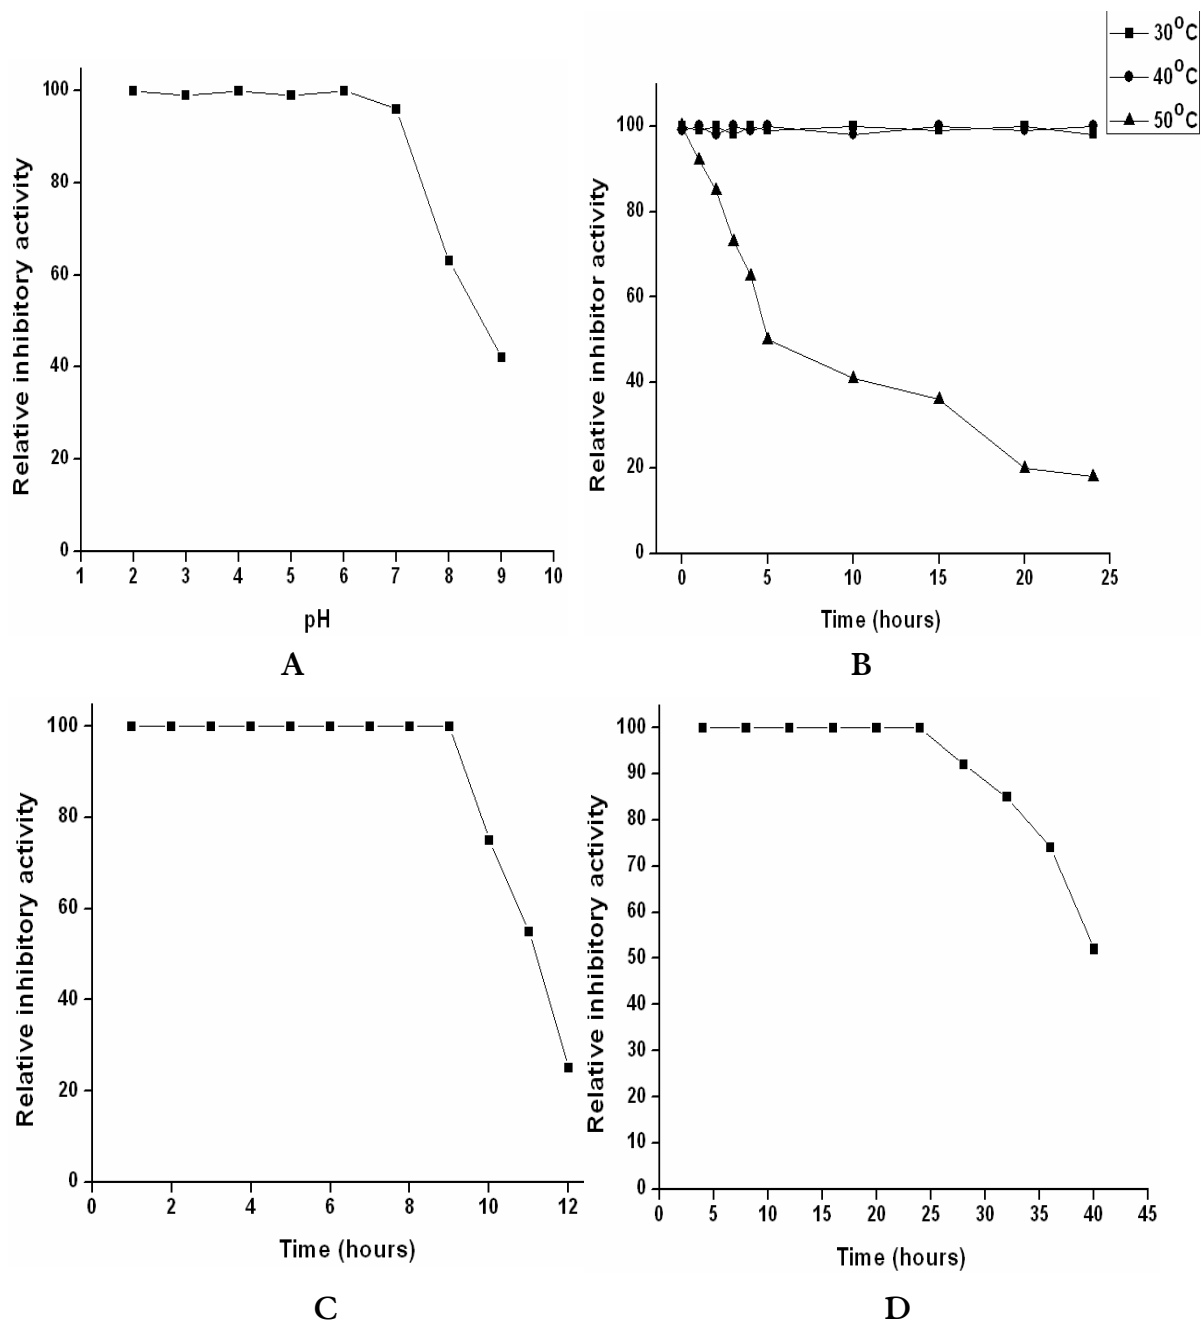 Relative inhibitory activity
100
80
60
40
20
0
1 2 3 4 5 6 7 8 9 10
pH
A
30°C
40°C
50°C
Relative inhibitor activity
100
80
60
40
20
0
0 5 10 15 20 25
Time (hours)
B
Relative inhibitory activity
100
80
60
40
20
0
0 2 4 6 8 10 12
Time (hours)
C
Relative inhibitory activity
100
90
80
70
60
50
40
30
20
10
0
0 5 10 15 20 25 30 35 40 45
Time (hours)
D